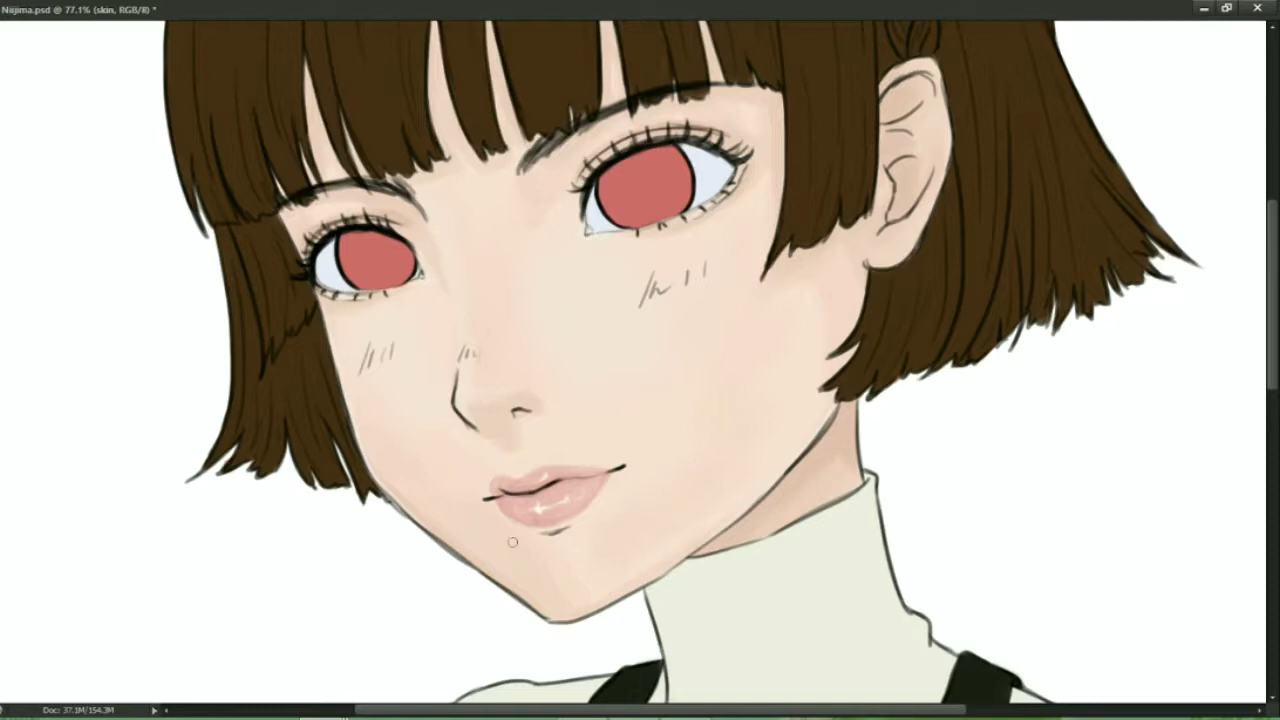 Niijima.psd @ 77.1% (skin, RGB/8) *
Doc: 37.1M/154.3M